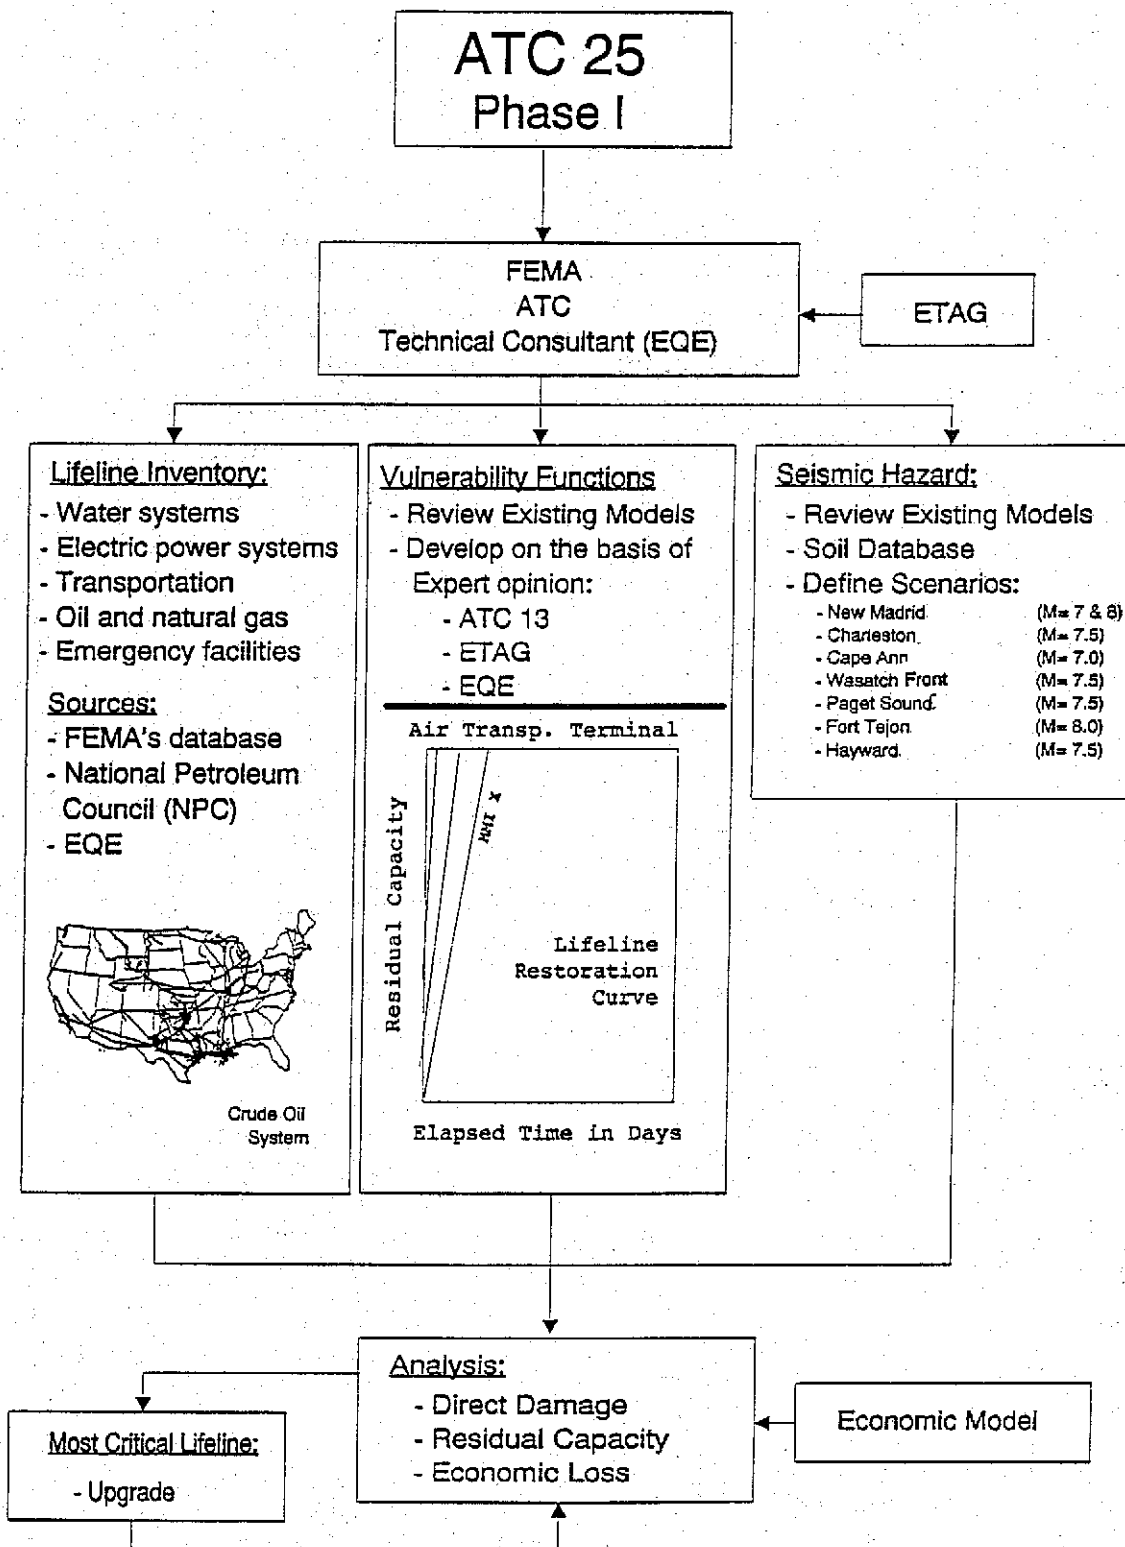 ATC 25
Phase I
FEMA
ATC
Technical Consultant (EQE)
ETAG
Lifeline Inventory:
- Water systems
- Electric power systems
- Transportation
- Oil and natural gas
- Emergency facilities
Sources:
- FEMA's database
- National Petroleum
Council (NPC)
- EQE
Crude Oil
System
Vulnerability Functions
- Review Existing Models
- Develop on the basis of
Expert opinion:
- ATC 13
- ETAG
- EQE
Air Transp. Terminal
Residual Capacity
MMI X
Lifeline
Restoration
Curve
Elapsed Time in Days
Seismic Hazard:
- Review Existing Models
- Soil Database
- Define Scenarios:
- New Madrid (M= 7 & 8)
- Charleston (M= 7.5)
- Cape Ann (M= 7.0)
- Wasatch Front (M= 7.5)
- Paget Sound (M= 7.5)
- Fort Tejon (M= 8.0)
- Hayward (M= 7.5)
Analysis:
- Direct Damage
- Residual Capacity
- Economic Loss
Economic Model
Most Critical Lifeline:
- Upgrade